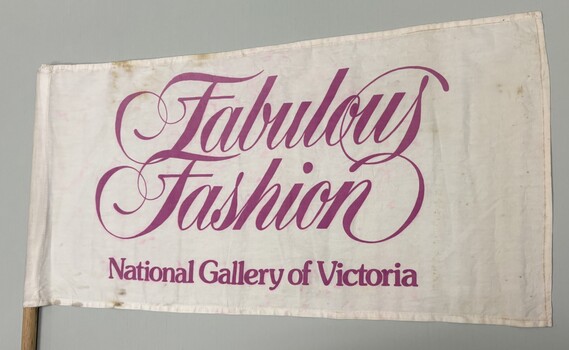 Fabulous
Fashion
National Gallery of Victoria